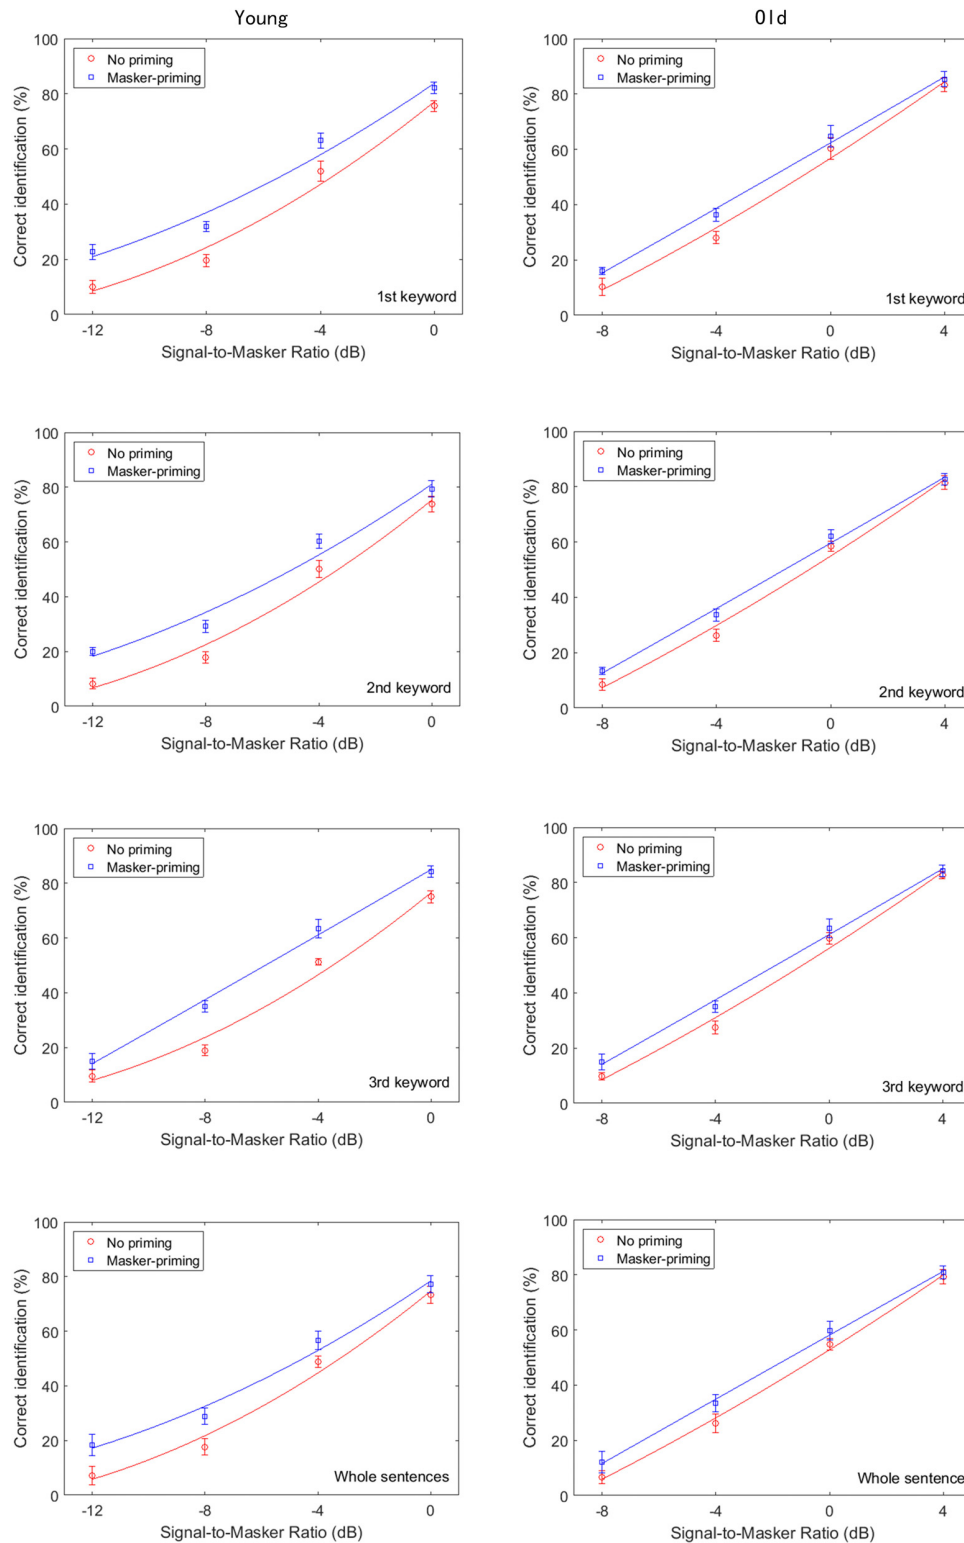 Young
Old
100
80
60
40
20
0
Correct identification (%)
No priming
Masker-priming
1st keyword
-12
-8
-4
0
Signal-to-Masker Ratio (dB)
100
80
60
40
20
0
Correct identification (%)
No priming
Masker-priming
1st keyword
-8
-4
0
4
Signal-to-Masker Ratio (dB)
100
80
60
40
20
0
Correct identification (%)
No priming
Masker-priming
2nd keyword
-12
-8
-4
0
Signal-to-Masker Ratio (dB)
100
80
60
40
20
0
Correct identification (%)
No priming
Masker-priming
2nd keyword
-8
-4
0
4
Signal-to-Masker Ratio (dB)
100
80
60
40
20
0
Correct identification (%)
No priming
Masker-priming
3rd keyword
-12
-8
-4
0
Signal-to-Masker Ratio (dB)
100
80
60
40
20
0
Correct identification (%)
No priming
Masker-priming
3rd keyword
-8
-4
0
4
Signal-to-Masker Ratio (dB)
100
80
60
40
20
0
Correct identification (%)
No priming
Masker-priming
Whole sentences
-12
-8
-4
0
Signal-to-Masker Ratio (dB)
100
80
60
40
20
0
Correct identification (%)
No priming
Masker-priming
Whole sentence
-8
-4
0
4
Signal-to-Masker Ratio (dB)